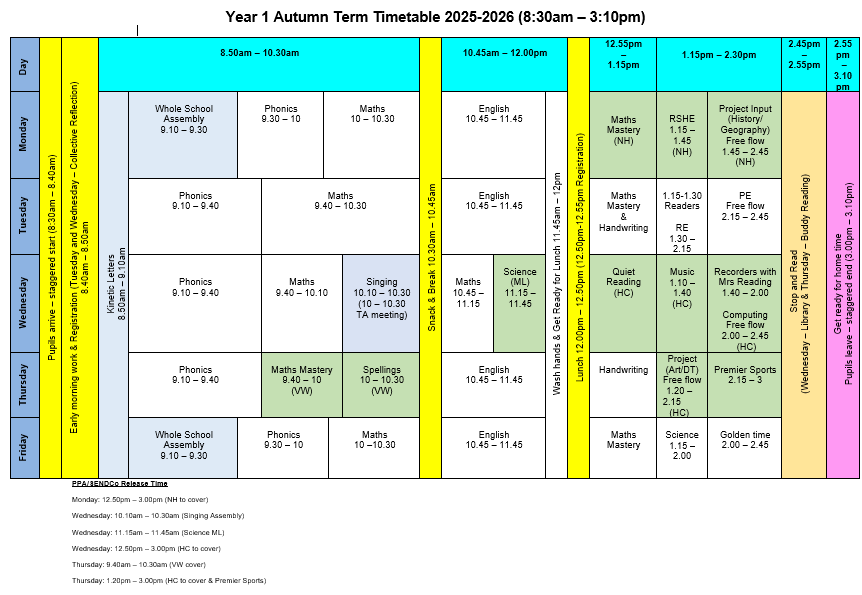 Year 1 Autumn Term Timetable 2025-2026 (8:30am – 3:10pm)
Day
8.50am – 10.30am
10.45am – 12.00pm
12.55pm
–
1.15pm
1.15pm – 2.30pm
2.45pm
–
2.55pm
2.55
pm
–
3.10
pm
Pupils arrive – staggered start (8:30am – 8.40am)
Early morning work & Registration (Tuesday and Wednesday – Collective Reflection)
8.40am – 8.50am
Kinetic Letters
8.50am – 9.10am
Snack & Break 10.30am – 10.45am
Wash hands & Get Ready for Lunch 11.45am – 12pm
Lunch 12.00pm – 12.50pm (12.50pm-12.55pm Registration)
Stop and Read
(Wednesday – Library & Thursday – Buddy Reading)
Get ready for home time
Pupils leave – staggered end (3.00pm – 3.10pm)
Monday
Whole School
Assembly
9.10 – 9.30
Phonics
9.30 – 10
Maths
10 – 10.30
English
10.45 – 11.45
Maths
Mastery
(NH)
RSHE
1.15 –
1.45
(NH)
Project Input
(History/
Geography)
Free flow
1.45 – 2.45
(NH)
Tuesday
Phonics
9.10 – 9.40
Maths
9.40 – 10.30
English
10.45 – 11.45
Maths
Mastery
&
Handwriting
1.15-1.30
Readers
RE
1.30 –
2.15
PE
Free flow
2.15 – 2.45
Wednesday
Phonics
9.10 – 9.40
Maths
9.40 – 10.10
Singing
10.10 – 10.30
(10 – 10.30
TA meeting)
Maths
10.45 –
11.15
Science
(ML)
11.15 –
11.45
Quiet
Reading
(HC)
Music
1.10 –
1.40
(HC)
Recorders with
Mrs Reading
1.40 – 2.00
Computing
Free flow
2.00 – 2.45
(HC)
Thursday
Phonics
9.10 – 9.40
Maths Mastery
9.40 – 10
(VW)
Spellings
10 – 10.30
(VW)
English
10.45 – 11.45
Handwriting
Project
(Art/DT)
Free flow
1.20 –
2.15
(HC)
Premier Sports
2.15 – 3
Friday
Whole School
Assembly
9.10 – 9.30
Phonics
9.30 – 10
Maths
10 –10.30
English
10.45 – 11.45
Maths
Mastery
Science
1.15 –
2.00
Golden time
2.00 – 2.45
PPA/SENDCo Release Time
Monday: 12.50pm – 3.00pm (NH to cover)
Wednesday: 10.10am – 10.30am (Singing Assembly)
Wednesday: 11.15am – 11.45am (Science ML)
Wednesday: 12.50pm – 3.00pm (HC to cover)
Thursday: 9.40am – 10.30am (VW cover)
Thursday: 1.20pm – 3.00pm (HC to cover & Premier Sports)